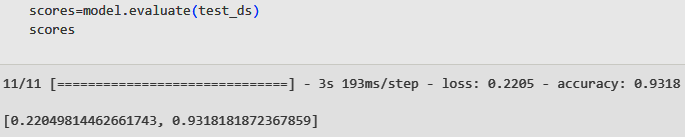 scores=model.evaluate(test_ds)
scores
11/11 [==============================] - 3s 193ms/step - loss: 0.2205 - accuracy: 0.9318
[0.22049814462661743, 0.9318181872367859]